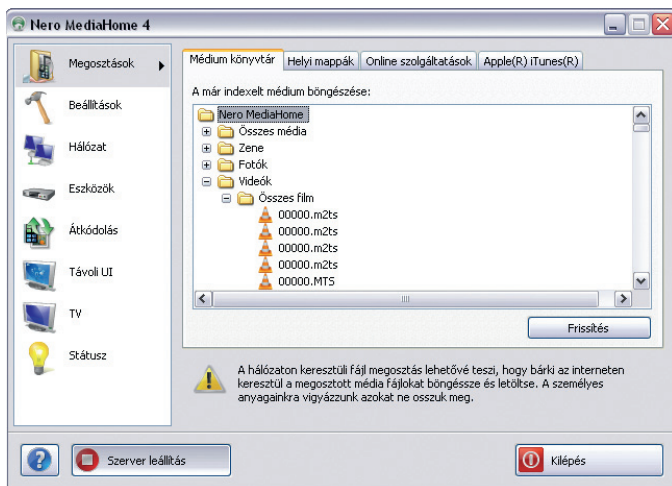 Nero MediaHome 4
Megosztások
Beállítások
Hálózat
Eszközök
Átkódolás
Távoli UI
TV
Státusz
Médium könyvtár
Helyi mappák
Online szolgáltatások
Apple(R) iTunes(R)
A már indexelt médium böngészése:
Nero MediaHome
Összes média
Zene
Fotók
Videók
Összes film
00000.m2ts
00000.m2ts
00000.m2ts
00000.m2ts
00000.MTS
Frissítés
A hálózaton keresztüli fájl megosztás lehetővé teszi, hogy bárki az interneten
keresztül a megosztott média fájlokat böngéssze és letöltse. A személyes
anyagainkra vigyázzunk azokat ne osszuk meg.
Szerver leállítás
Kilépés